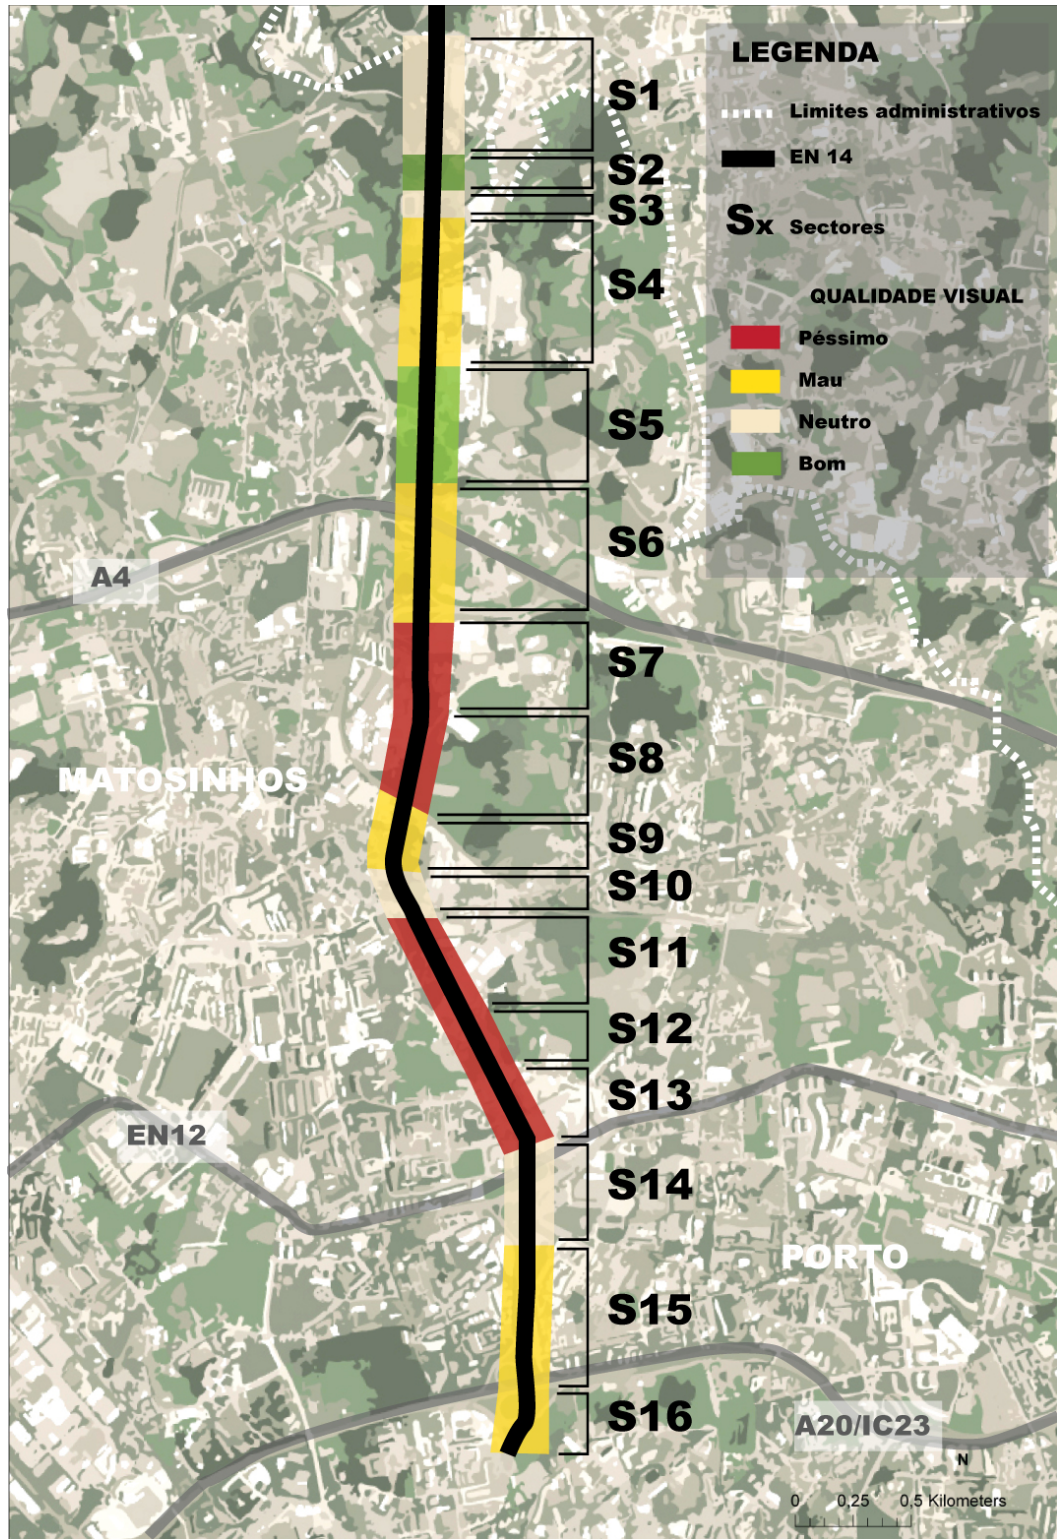 LEGENDA
Limites administrativos
EN 14
Sx Sectores
QUALIDADE VISUAL
Péssimo
Mau
Neutro
Bom
S1
S2
S3
S4
S5
S6
A4
S7
S8
MATOSINHOS
S9
S10
S11
S12
S13
EN12
S14
PORTO
S15
S16
A20/IC23
N
0 0,25 0,5 Kilometers